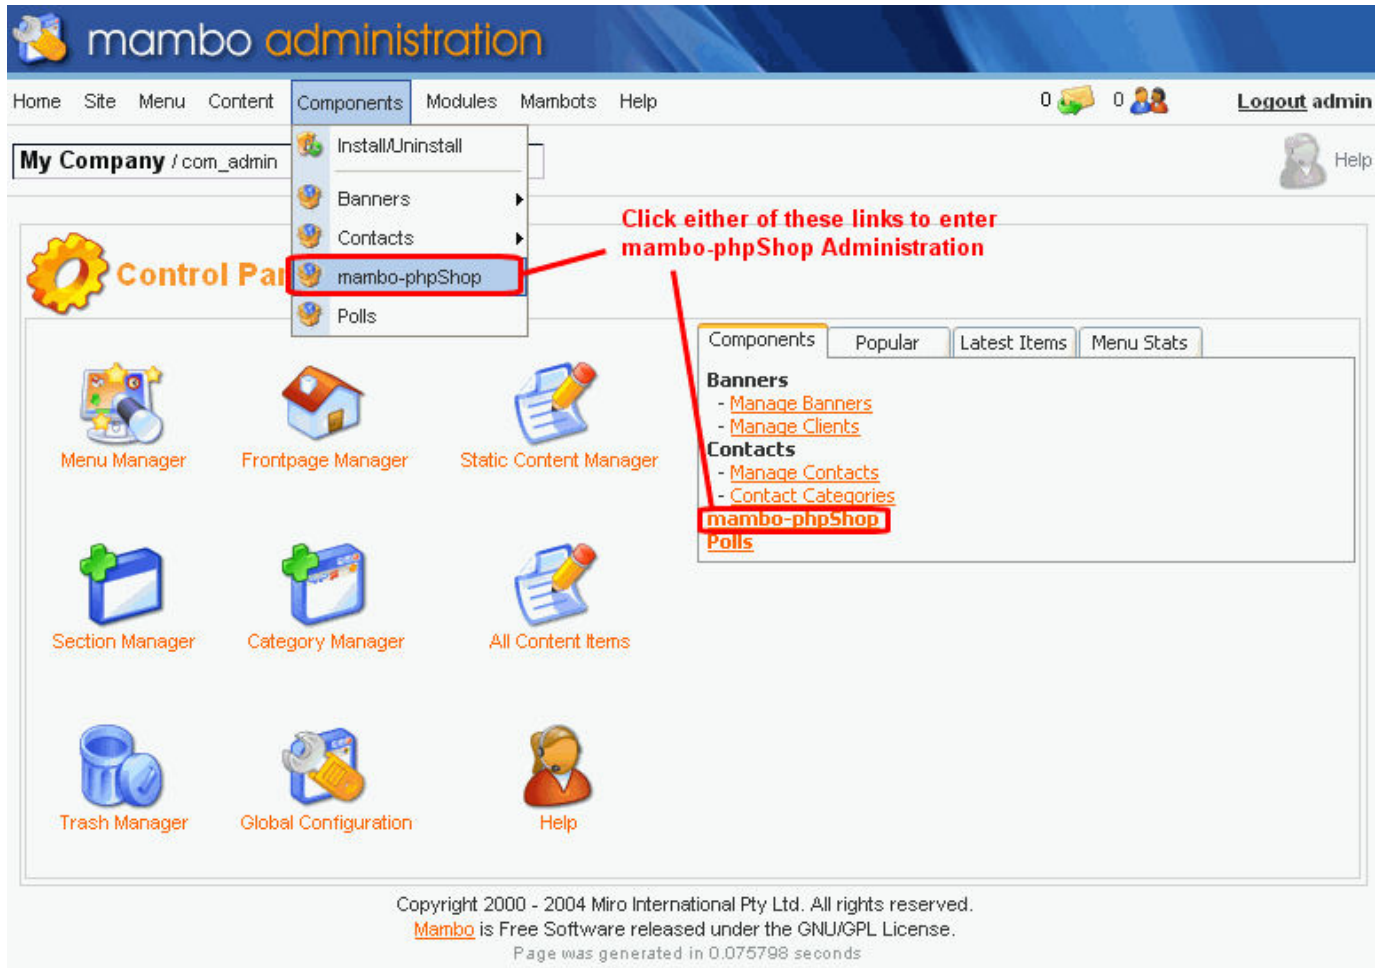 mambo administration
Home Site Menu Content Components Modules Mambots Help 0 0 Logout admin
My Company / com_admin
Help
Install/Uninstall
Banners
Contacts
mambo-phpShop
Polls
Click either of these links to enter
mambo-phpShop Administration
Control Pan
Components Popular Latest Items Menu Stats
Banners
- Manage Banners
- Manage Clients
Contacts
- Manage Contacts
- Contact Categories
mambo-phpShop
Polls
Menu Manager Frontpage Manager Static Content Manager
Section Manager Category Manager All Content Items
Trash Manager Global Configuration Help
Copyright 2000 - 2004 Miro International Pty Ltd. All rights reserved.
Mambo is Free Software released under the GNU/GPL License.
Page was generated in 0.075798 seconds